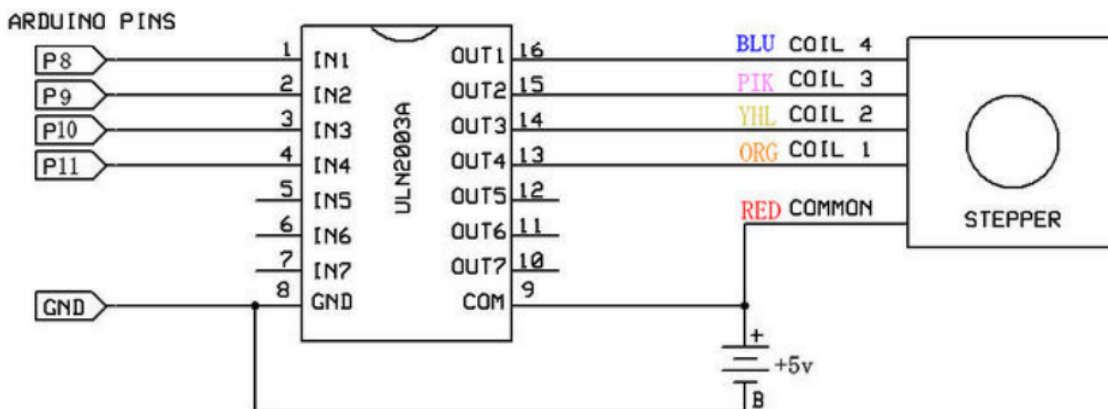 ARDUINO PINS
P8 1 IN1 OUT1 16 BLU COIL 4
P9 2 IN2 OUT2 15 PIK COIL 3
P10 3 IN3 OUT3 14 YHL COIL 2
P11 4 IN4 OUT4 13 ORG COIL 1
5 IN5 OUT5 12
6 IN6 OUT6 11
7 IN7 OUT7 10
GND 8 GND COM 9
ULN2003A
RED COMMON
STEPPER
+
+5v
B